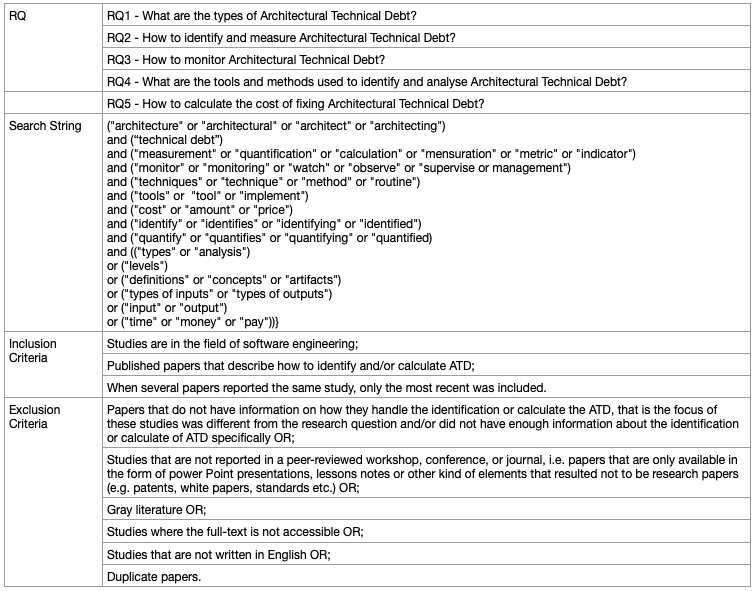 RQ
RQ1 - What are the types of Architectural Technical Debt?
RQ2 - How to identify and measure Architectural Technical Debt?
RQ3 - How to monitor Architectural Technical Debt?
RQ4 - What are the tools and methods used to identify and analyse Architectural Technical Debt?
RQ5 - How to calculate the cost of fixing Architectural Technical Debt?
Search String
("architecture" or "architectural" or "architect" or "architecting")
and (“technical debt”)
and ("measurement" or "quantification" or "calculation" or "mensuration" or "metric" or "indicator")
and ("monitor" or "monitoring" or "watch" or "observe" or "supervise or management")
and ("techniques" or "technique" or "method" or "routine")
and ("tools" or "tool" or "implement")
and ("cost" or "amount" or "price")
and ("identify" or "identifies" or "identifying" or "identified")
and ("quantify" or "quantifies" or "quantifying" or "quantified)
and (("types" or "analysis")
or ("levels")
or ("definitions" or "concepts" or "artifacts")
or ("types of inputs" or "types of outputs")
or ("input" or "output")
or ("time" or "money" or "pay"))}
Inclusion
Criteria
Studies are in the field of software engineering;
Published papers that describe how to identify and/or calculate ATD;
When several papers reported the same study, only the most recent was included.
Exclusion
Criteria
Papers that do not have information on how they handle the identification or calculate the ATD, that is the focus of
these studies was different from the research question and/or did not have enough information about the identification
or calculate of ATD specifically OR;
Studies that are not reported in a peer-reviewed workshop, conference, or journal, i.e. papers that are only available in
the form of power Point presentations, lessons notes or other kind of elements that resulted not to be research papers
(e.g. patents, white papers, standards etc.) OR;
Gray literature OR;
Studies where the full-text is not accessible OR;
Studies that are not written in English OR;
Duplicate papers.